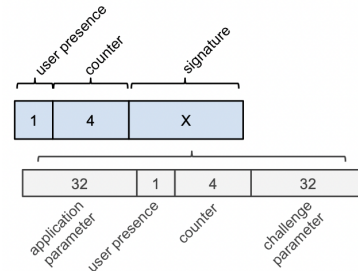 user presence
counter
signature
1 4 X
32 1 4 32
application
parameter
user presence
counter
challenge
parameter